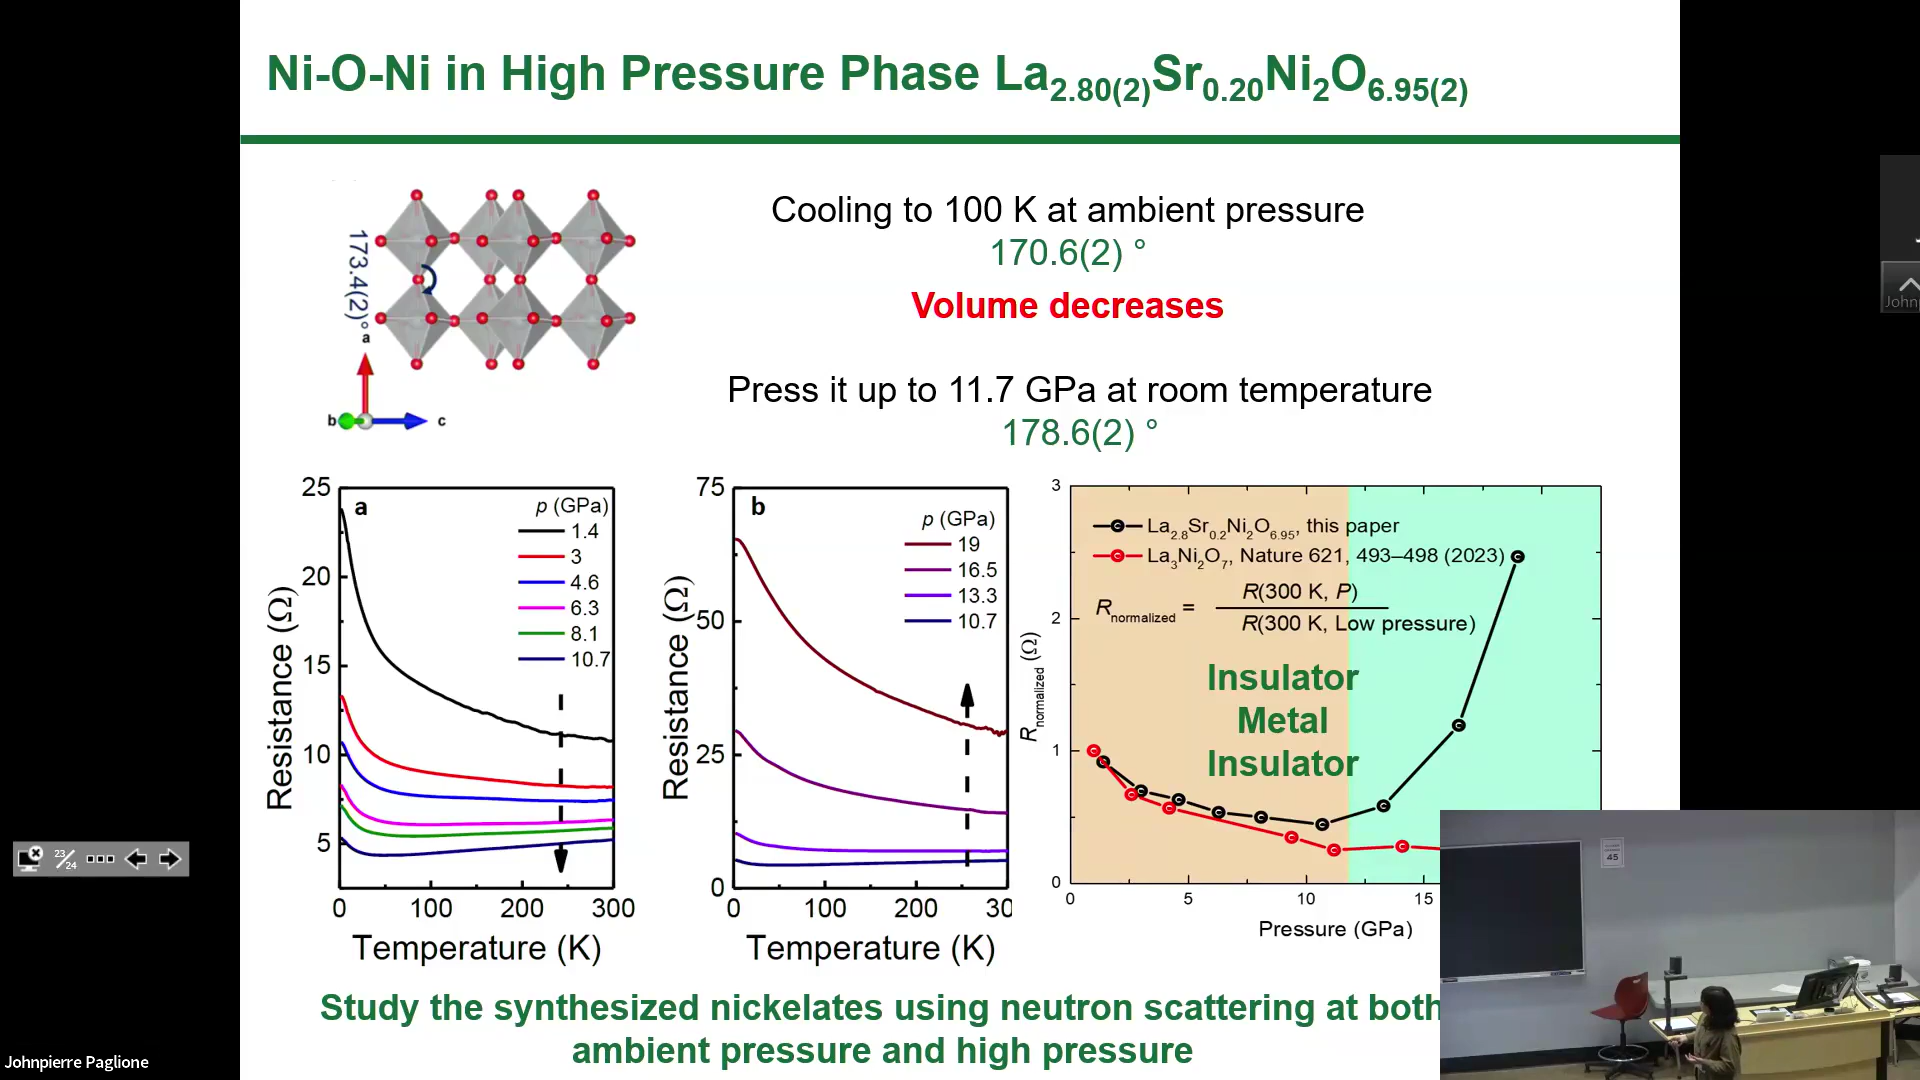 Ni-O-Ni in High Pressure Phase La2.80(2)Sr0.20Ni2O6.95(2)
173.4(2)°
a
b
c
Cooling to 100 K at ambient pressure
170.6(2) °
Volume decreases
Press it up to 11.7 GPa at room temperature
178.6(2) °
a
p (GPa)
1.4
3
4.6
6.3
8.1
10.7
25
20
15
10
5
Resistance (Ω)
0 100 200 300
Temperature (K)
b
p (GPa)
19
16.5
13.3
10.7
75
50
25
0
Resistance (Ω)
0 100 200 30
Temperature (K)
La2.8Sr0.2Ni2O6.95, this paper
La3Ni2O7, Nature 621, 493–498 (2023)
Rnormalized = R(300 K, P)
R(300 K, Low pressure)
Insulator
Metal
Insulator
3
2
1
0
Rnormalized (Ω)
0 5 10 15
Pressure (GPa)
Study the synthesized nickelates using neutron scattering at both
ambient pressure and high pressure
23/24
45
Johnpierre Paglione
John